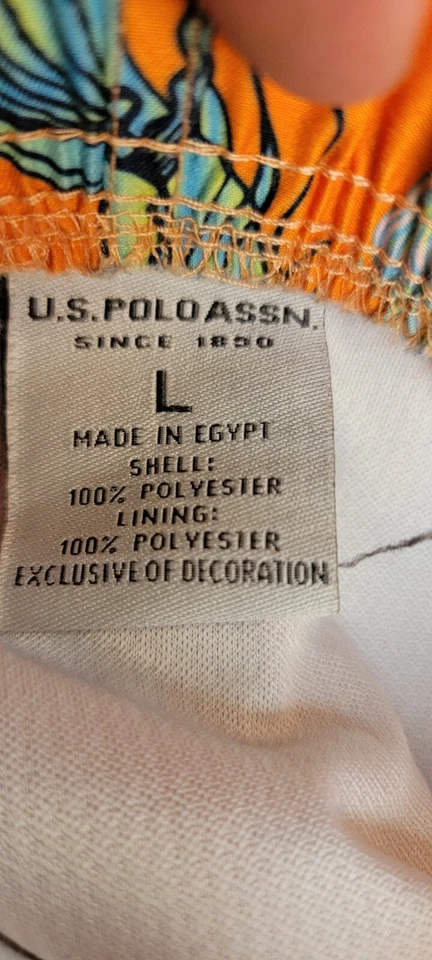 U.S. POLO ASSN.
SINCE 1890
L
MADE IN EGYPT
SHELL:
100% POLYESTER
LINING:
100% POLYESTER
EXCLUSIVE OF DECORATION